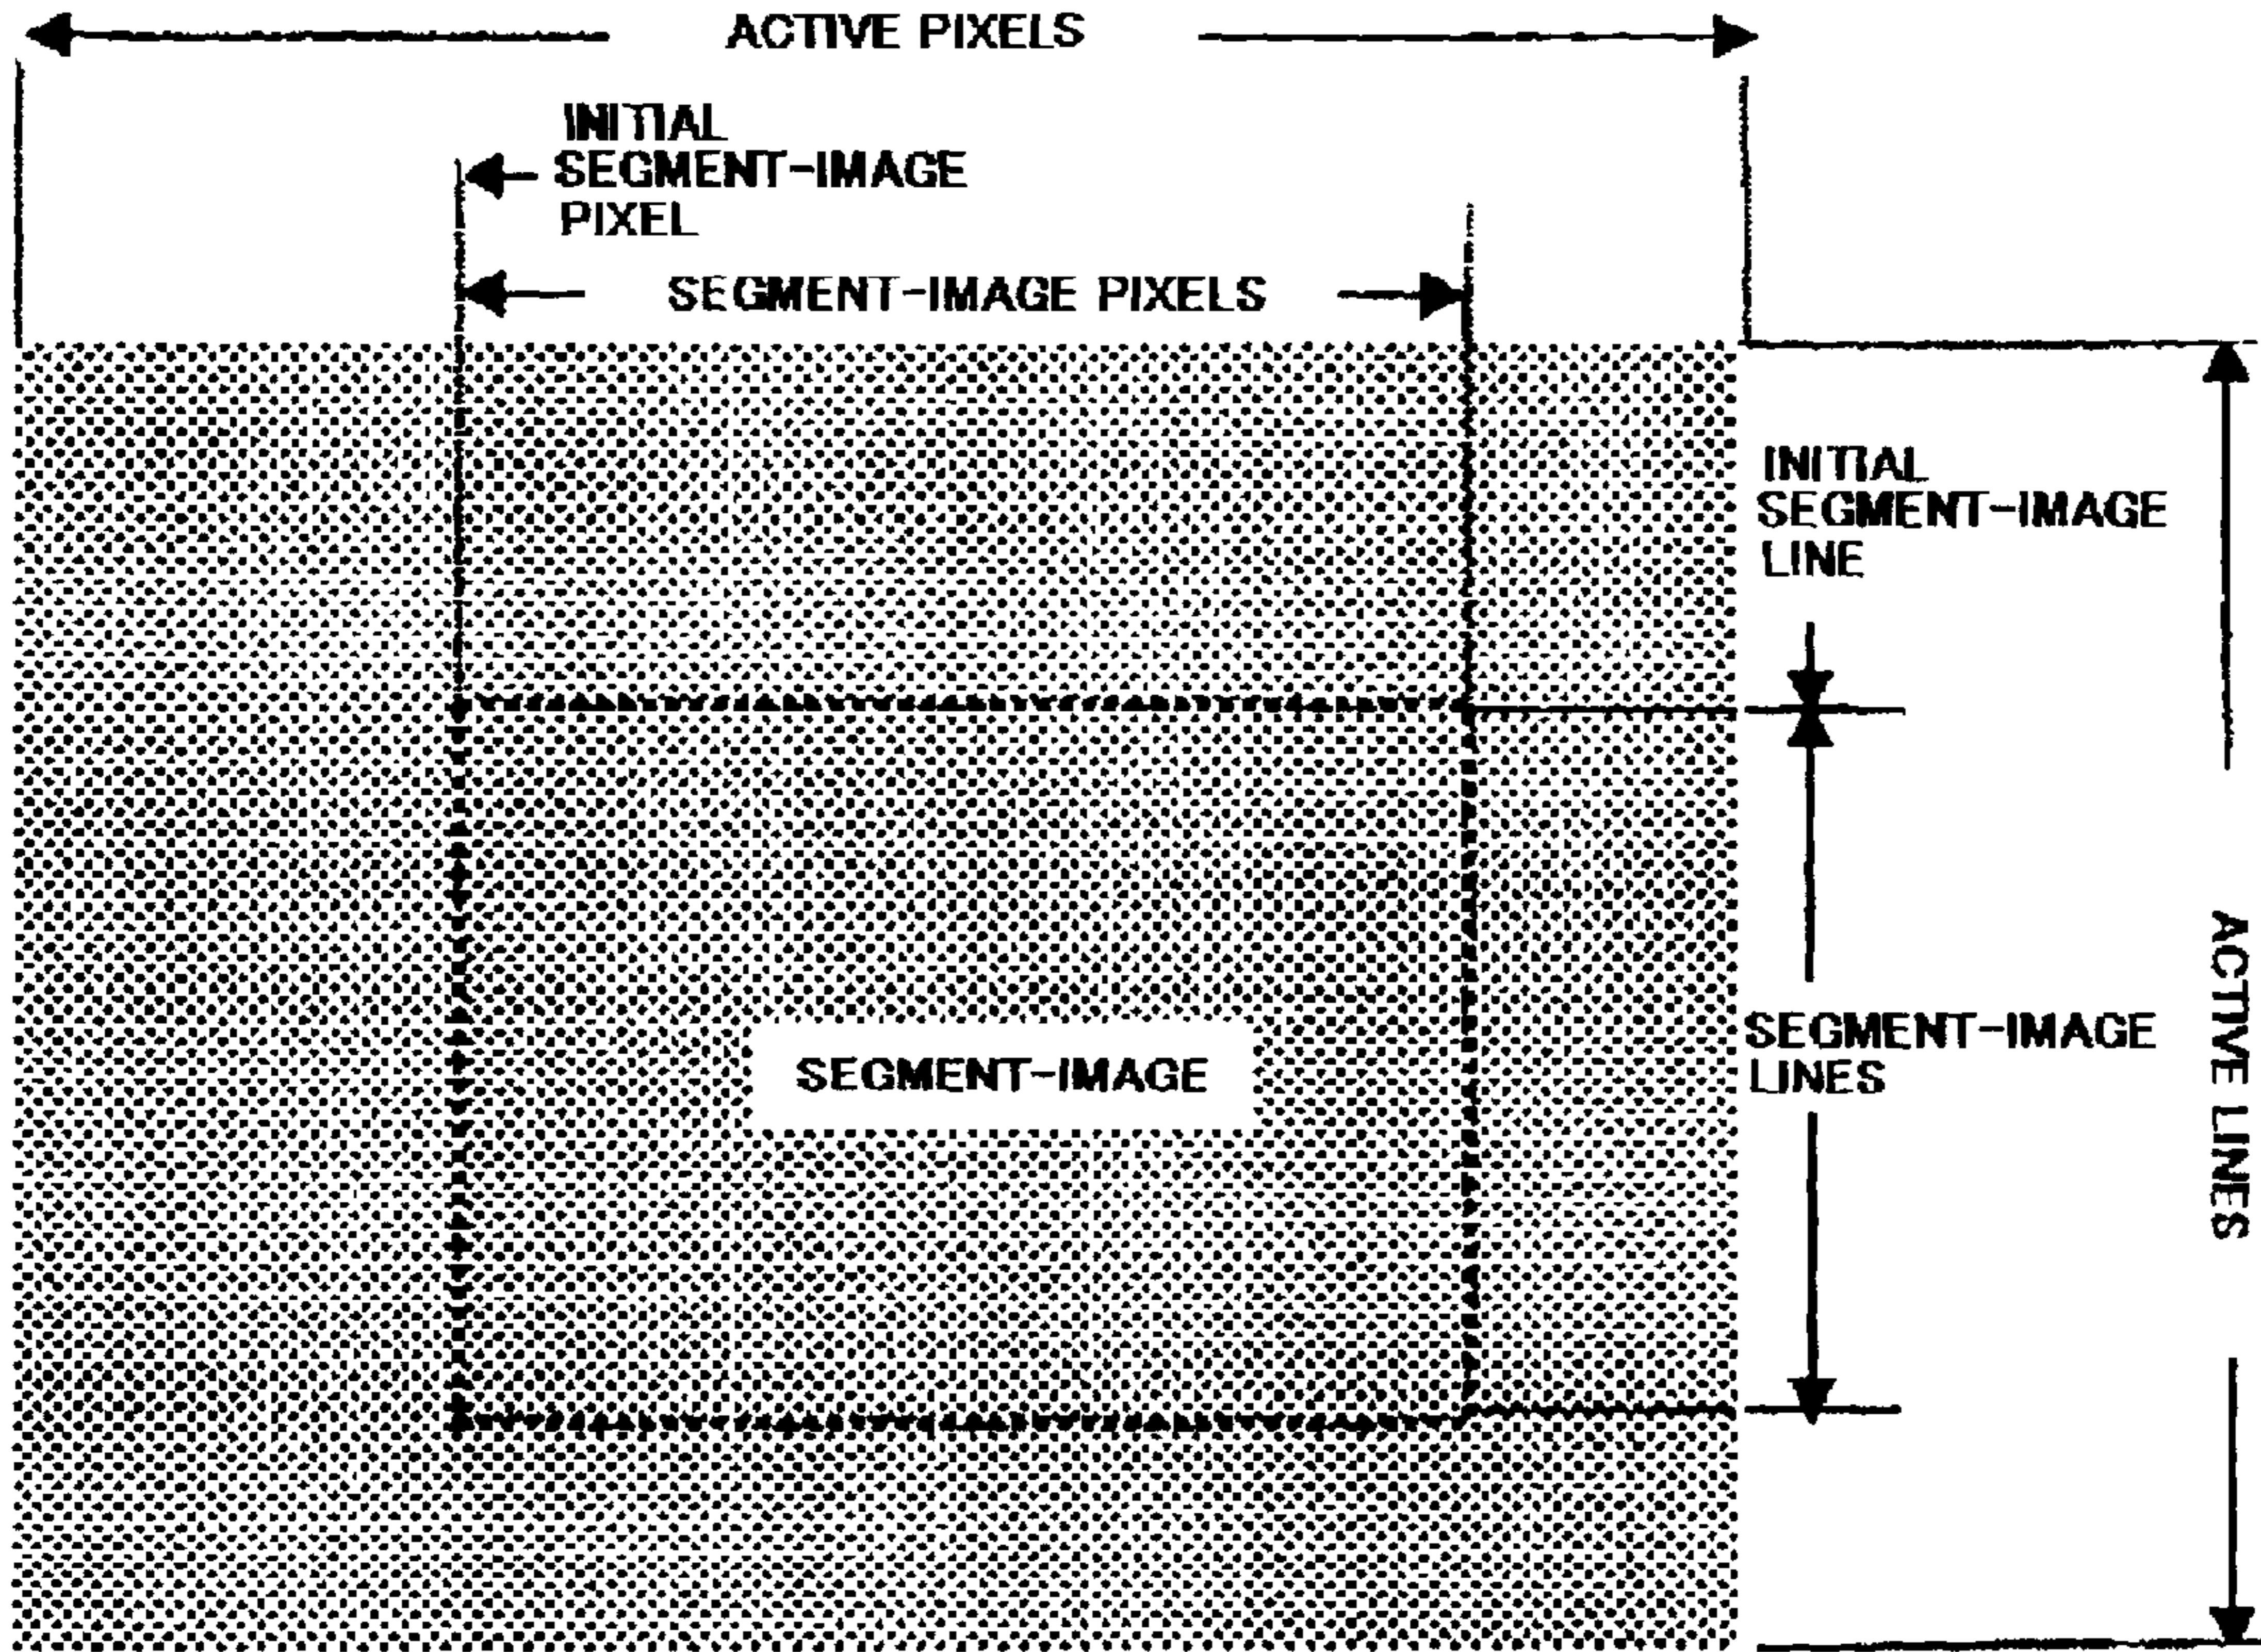 ACTIVE PIXELS
INITIAL
SEGMENT-IMAGE
PIXEL
SEGMENT-IMAGE PIXELS
INITIAL
SEGMENT-IMAGE
LINE
SEGMENT-IMAGE
LINES
SEGMENT-IMAGE
ACTIVE LINES